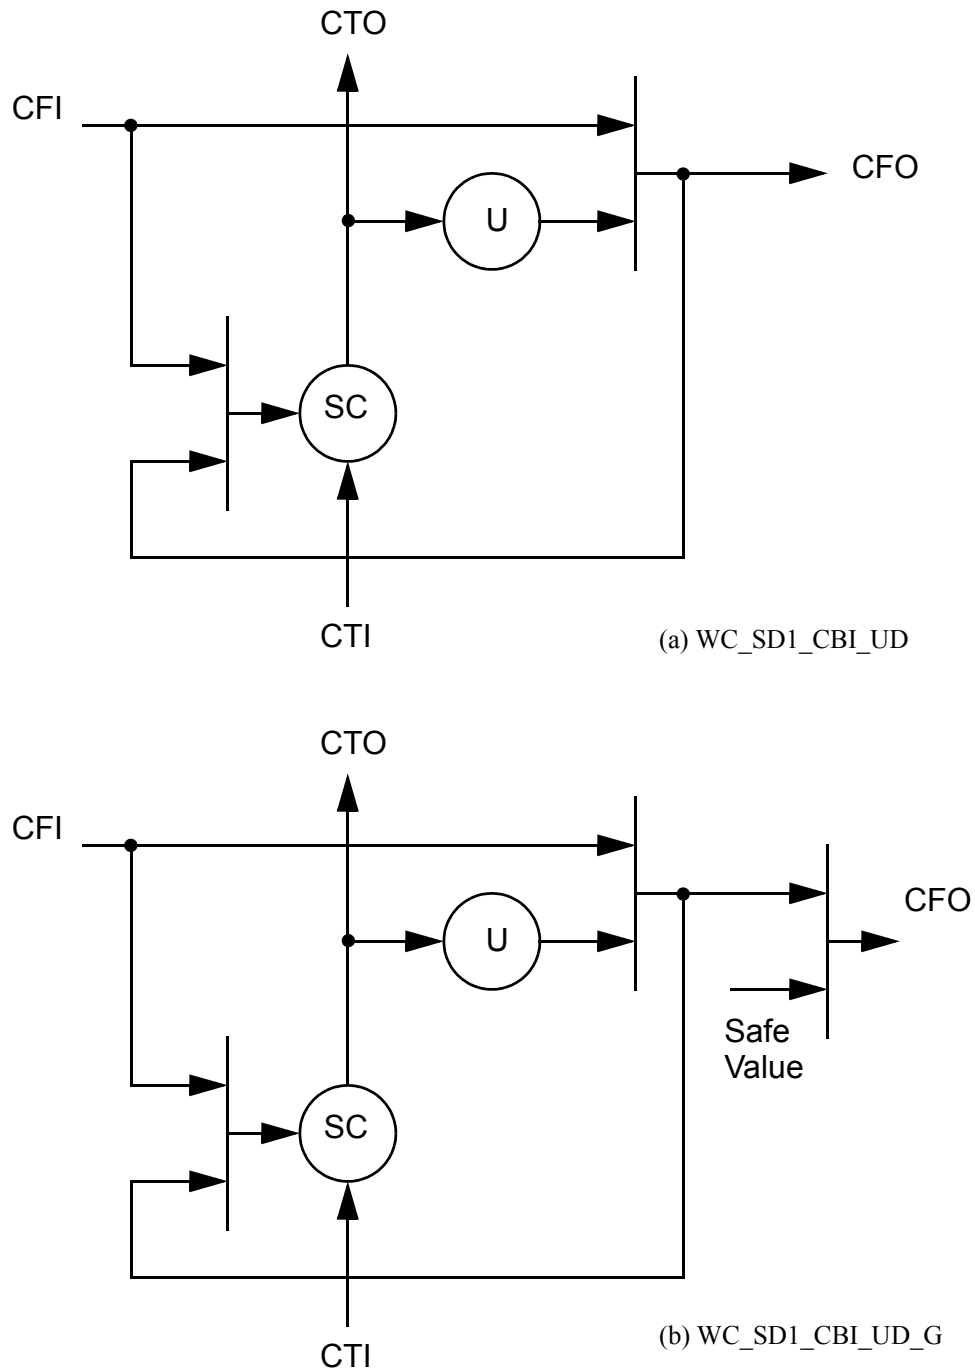 CTO
CFI
CFO
U
SC
CTI
(a) WC_SD1_CBI_UD
CTO
CFI
CFO
U
Safe
Value
SC
CTI
(b) WC_SD1_CBI_UD_G